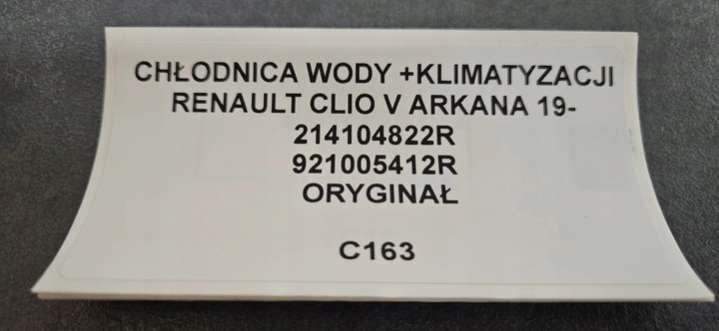 CHŁODNICA WODY +KLIMATYZACJI
RENAULT CLIO V ARKANA 19-
214104822R
921005412R
ORYGINAŁ
C163